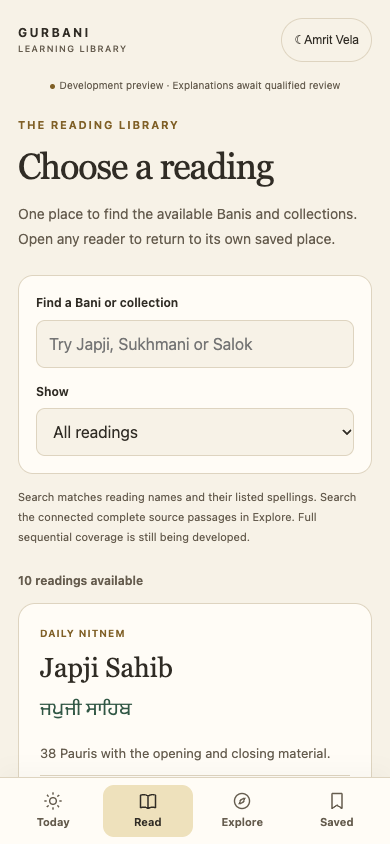 GURBANI
LEARNING LIBRARY
☾ Amrit Vela
Development preview · Explanations await qualified review
THE READING LIBRARY
Choose a reading
One place to find the available Banis and collections.
Open any reader to return to its own saved place.
Find a Bani or collection
Try Japji, Sukhmani or Salok
Show
All readings
Search matches reading names and their listed spellings. Search
the connected complete source passages in Explore. Full
sequential coverage is still being developed.
10 readings available
DAILY NITNEM
Japji Sahib
ਜਪੁਜੀ ਸਾਹਿਬ
38 Pauris with the opening and closing material.
Today
Read
Explore
Saved